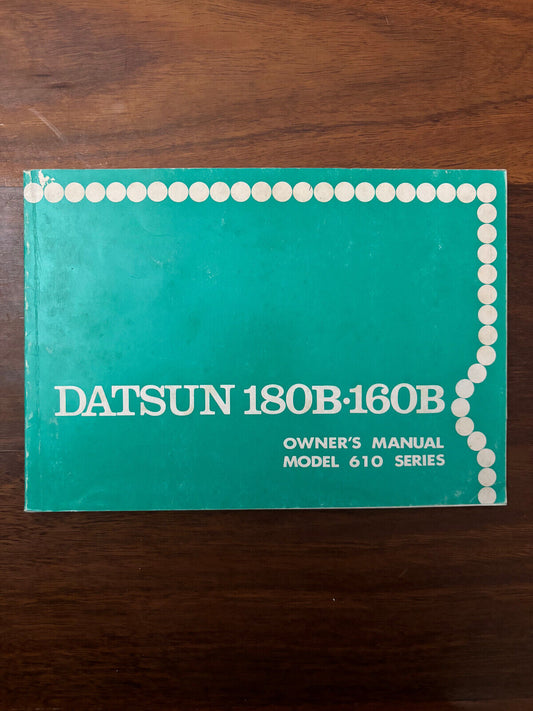 DATSUN 180B·160B
OWNER'S MANUAL
MODEL 610 SERIES